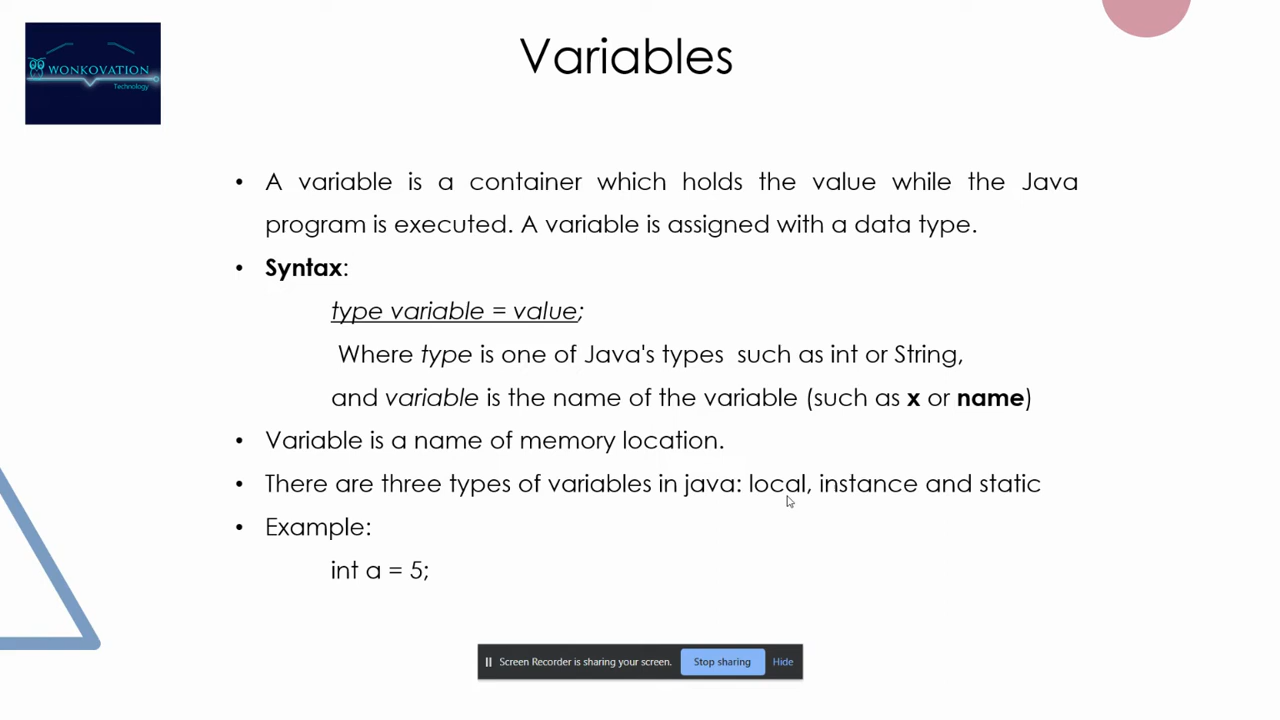 WONKOVATION
Technology
Variables
• A variable is a container which holds the value while the Java
program is executed. A variable is assigned with a data type.
• Syntax:
type variable = value;
Where type is one of Java's types such as int or String,
and variable is the name of the variable (such as x or name)
• Variable is a name of memory location.
• There are three types of variables in java: local, instance and static
• Example:
int a = 5;
Screen Recorder is sharing your screen. Stop sharing Hide